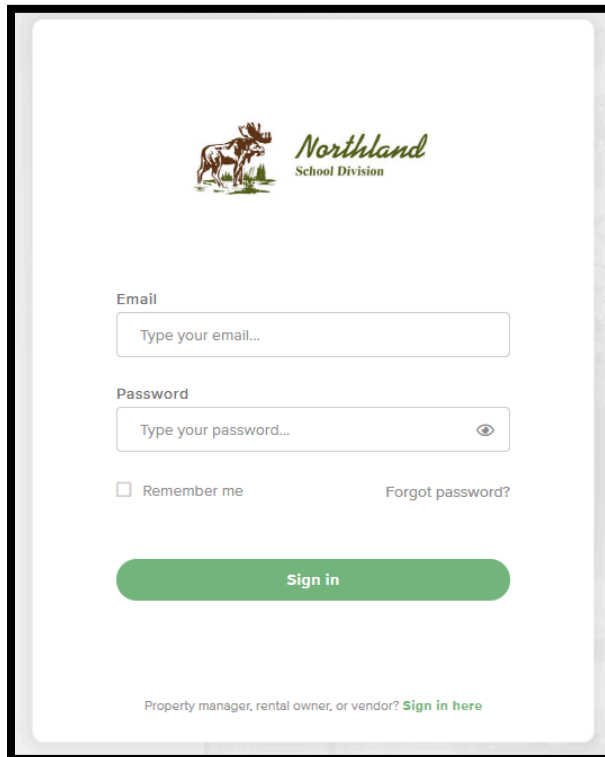 Northland
School Division
Email
Type your email...
Password
Type your password...
Remember me
Forgot password?
Sign in
Property manager, rental owner, or vendor? Sign in here